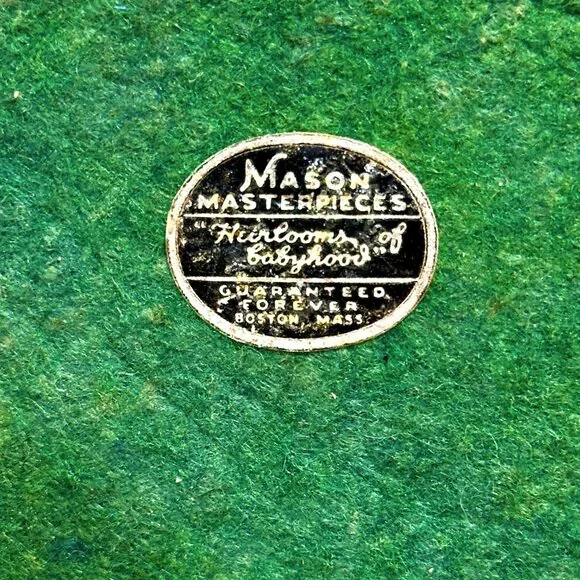 MASON
MASTERPIECES
"Heirlooms of
babyhood"
GUARANTEED
FOREVER
BOSTON, MASS.